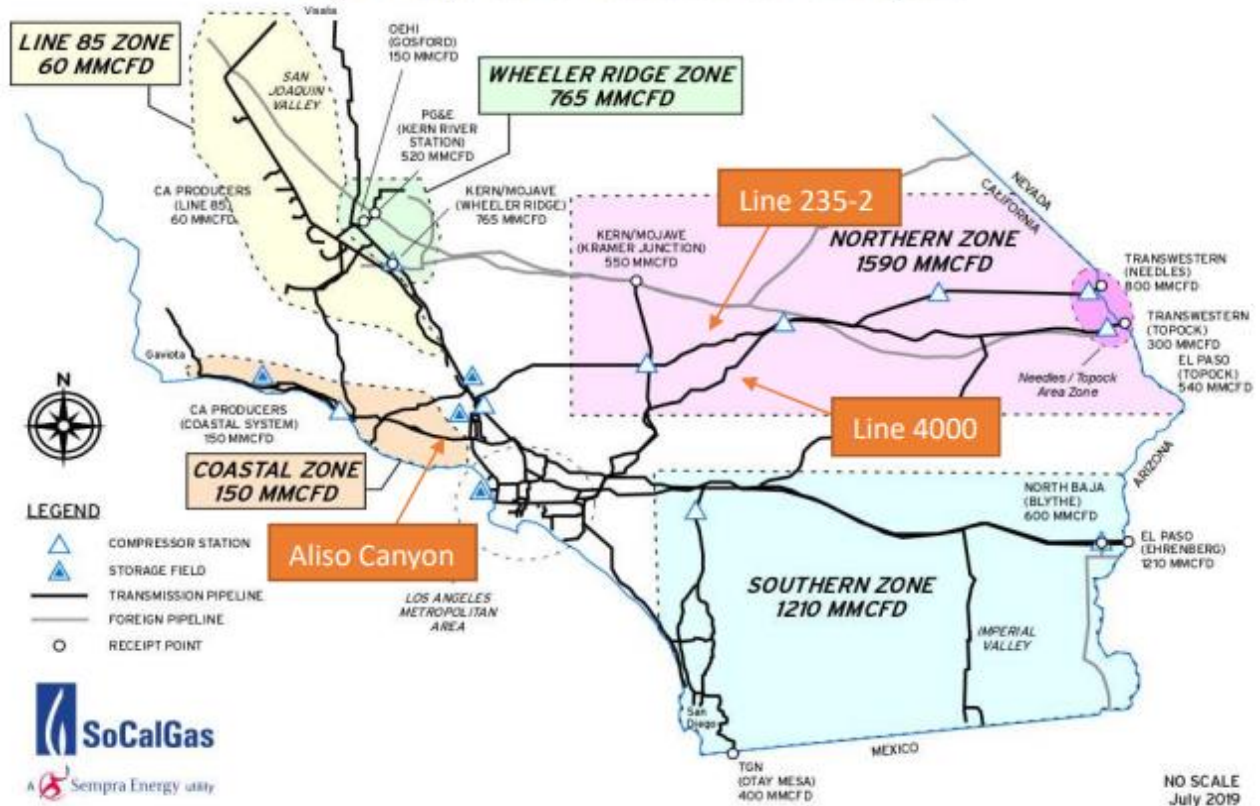 Visalia
OEHI
(GOSFORD)
150 MMCFD
LINE 85 ZONE
60 MMCFD
WHEELER RIDGE ZONE
765 MMCFD
SAN
JOAQUIN
VALLEY
PG&E
(KERN RIVER
STATION)
520 MMCFD
CA PRODUCERS
(LINE 85)
60 MMCFD
KERN/MOJAVE
(WHEELER RIDGE)
765 MMCFD
Line 235-2
NEVADA
CALIFORNIA
KERN/MOJAVE
(KRAMER JUNCTION)
550 MMCFD
NORTHERN ZONE
1590 MMCFD
TRANSWESTERN
(NEEDLES)
800 MMCFD
TRANSWESTERN
(TOPOCK)
300 MMCFD
EL PASO
(TOPOCK)
540 MMCFD
Needles / Topock
Area Zone
Gaviota
N
CA PRODUCERS
(COASTAL SYSTEM)
150 MMCFD
Line 4000
COASTAL ZONE
150 MMCFD
ARIZONA
NORTH BAJA
(BLYTHE)
600 MMCFD
EL PASO
(EHRENBERG)
1210 MMCFD
LEGEND
COMPRESSOR STATION
STORAGE FIELD
TRANSMISSION PIPELINE
FOREIGN PIPELINE
RECEIPT POINT
Aliso Canyon
LOS ANGELES
METROPOLITAN
AREA
SOUTHERN ZONE
1210 MMCFD
IMPERIAL
VALLEY
San
Diego
MEXICO
TGN
(OTAY MESA)
400 MMCFD
SoCalGas
A Sempra Energy utility
NO SCALE
July 2019